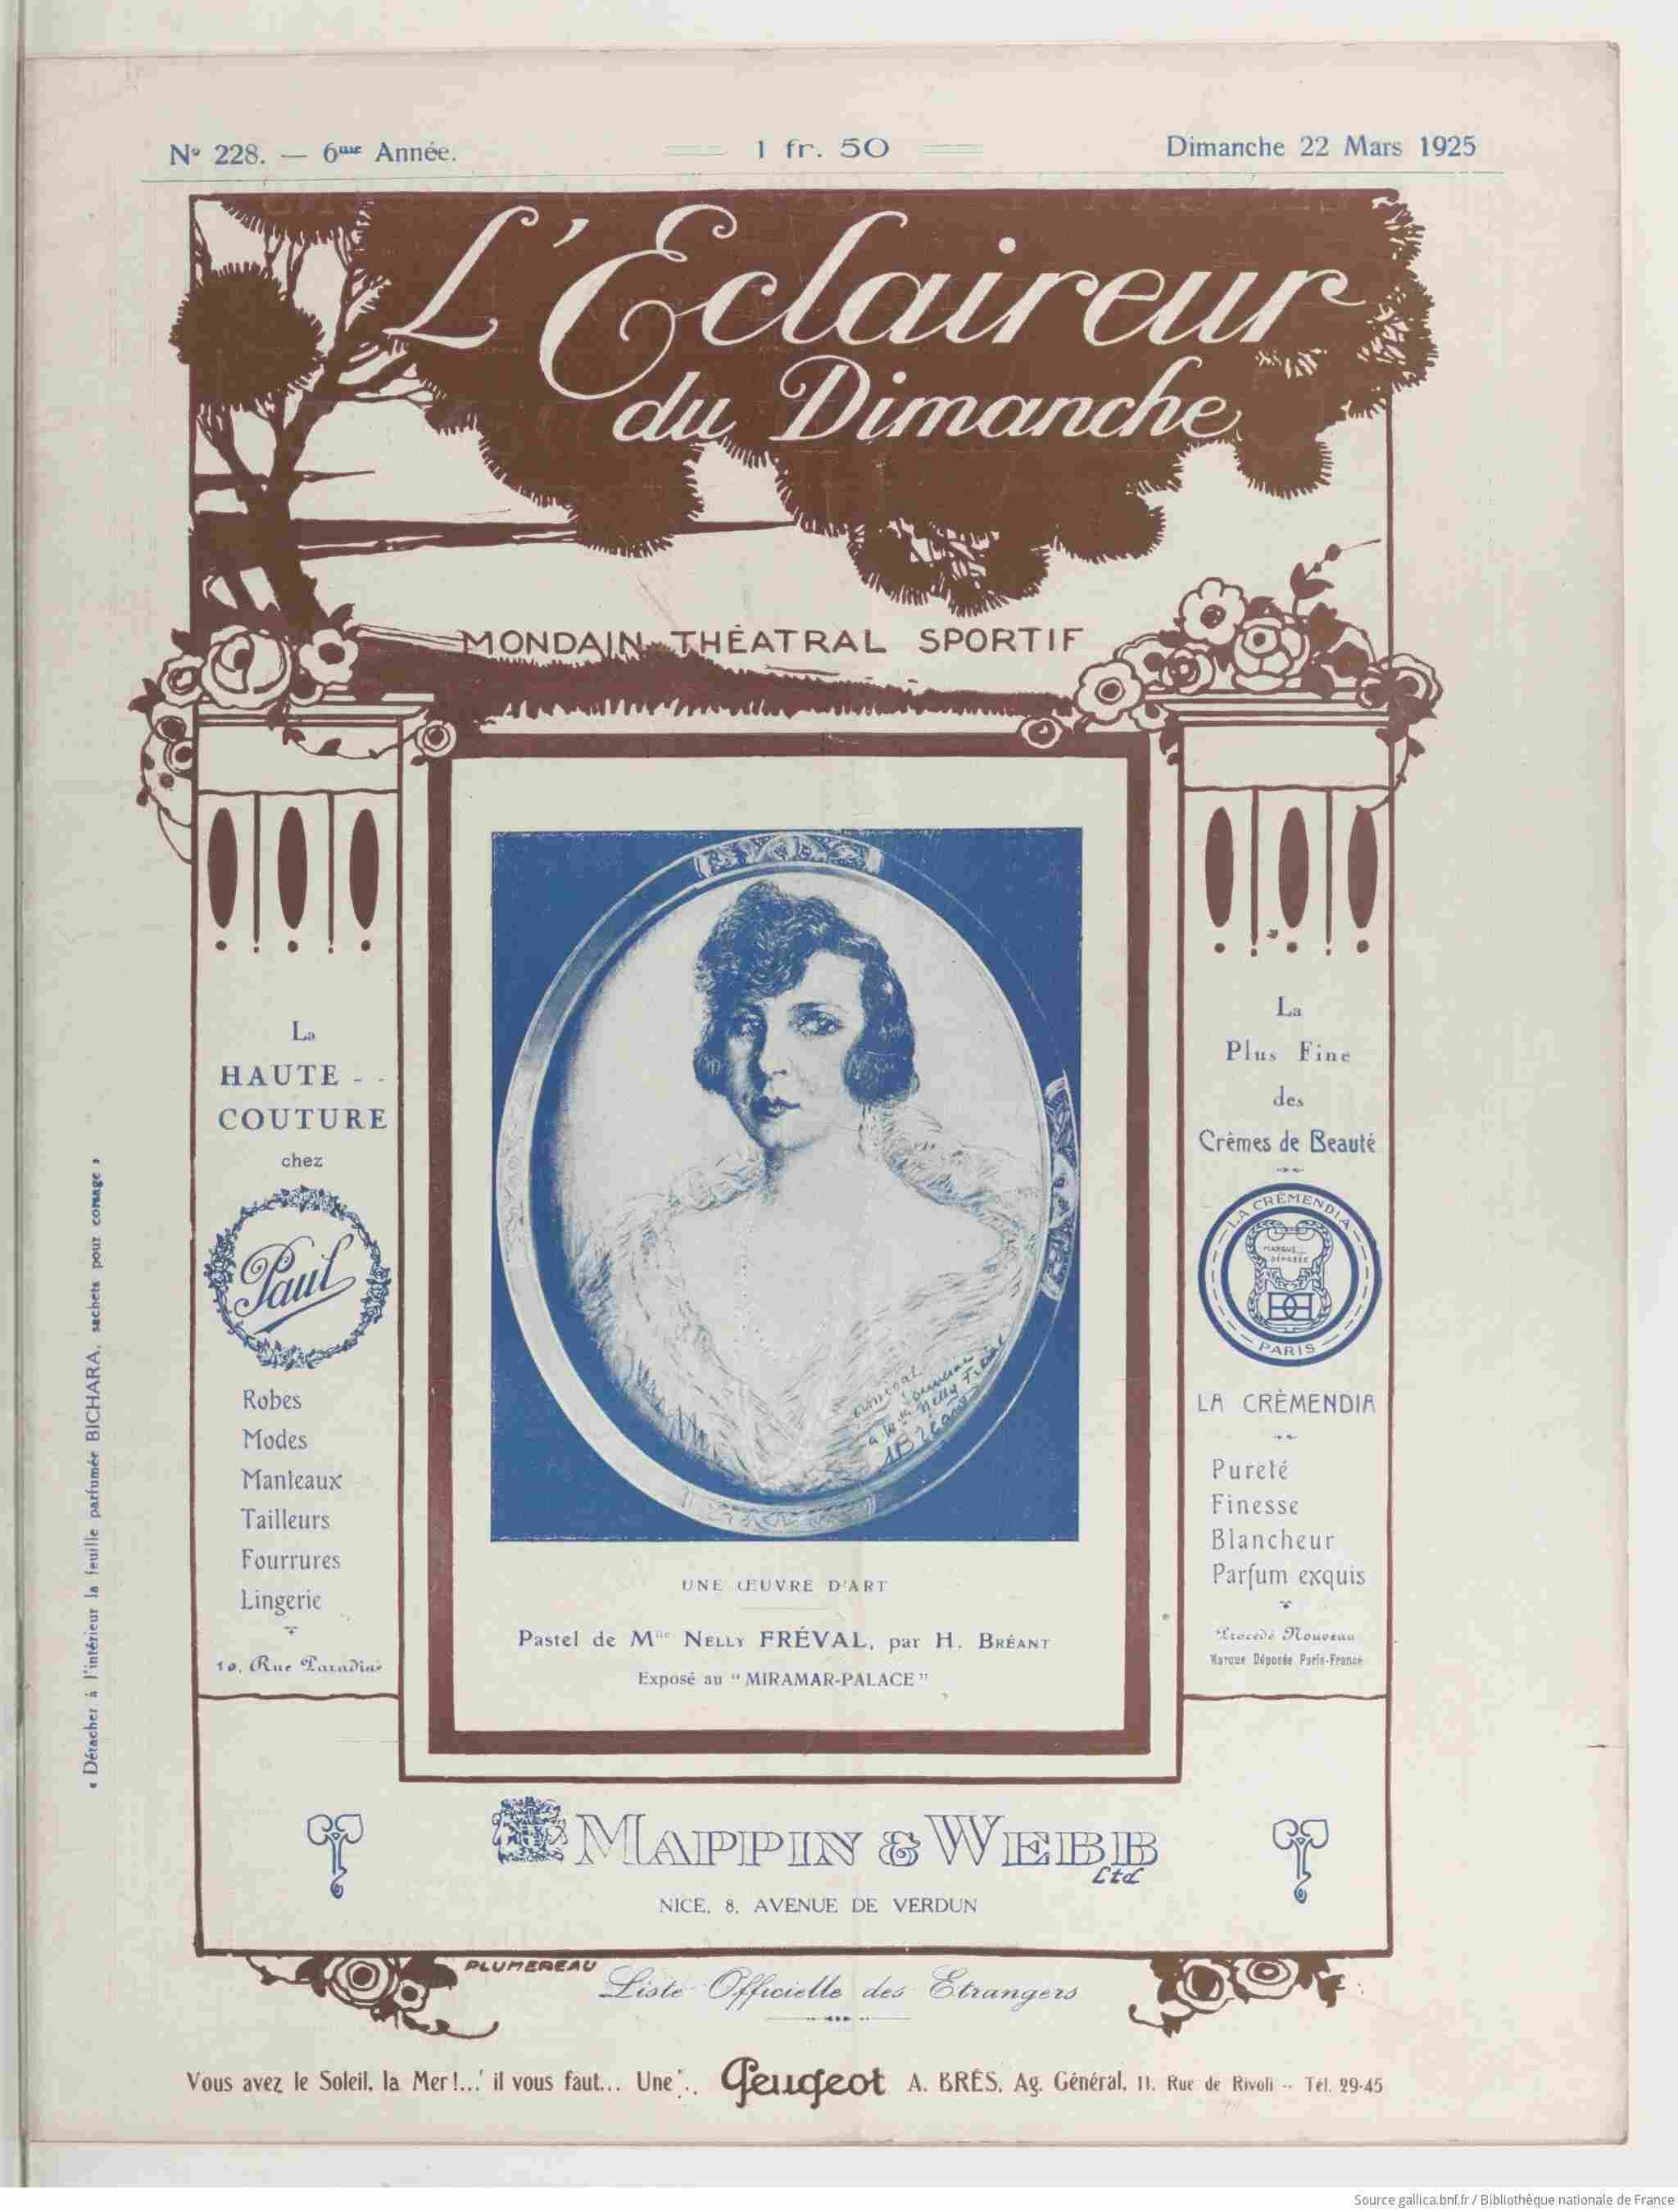 N° 228. — 6me Année.
1 fr. 50
Dimanche 22 Mars 1925
L'Eclaireur
du Dimanche
MONDAIN THÉATRAL SPORTIF
La
HAUTE - -
COUTURE
chez
Paul
Robes
Modes
Manteaux
Tailleurs
Fourrures
Lingerie
10, Rue Paradis
UNE ŒUVRE D'ART
Pastel de Mlle NELLY FRÉVAL, par H. BRÉANT
Exposé au "MIRAMAR-PALACE"
La
Plus Fine
des
Crèmes de Beauté
LA CRÈMENDIA
MARQUE
DÉPOSÉE
PARIS
LA CRÈMENDIA
Pureté
Finesse
Blancheur
Parfum exquis
Procédé Nouveau
Marque Déposée Paris-France
MAPPIN & WEBB
Ltd
NICE, 8, AVENUE DE VERDUN
PLUMEREAU
Liste Officielle des Etrangers
Vous avez le Soleil, la Mer !... il vous faut... Une... Peugeot A. BRÈS, Ag. Général, 11. Rue de Rivoli -- Tél. 29-45
« Détacher à l'intérieur la feuille parfumée BICHARA, sachets pour corsage »
Source gallica.bnf.fr / Bibliothèque nationale de France